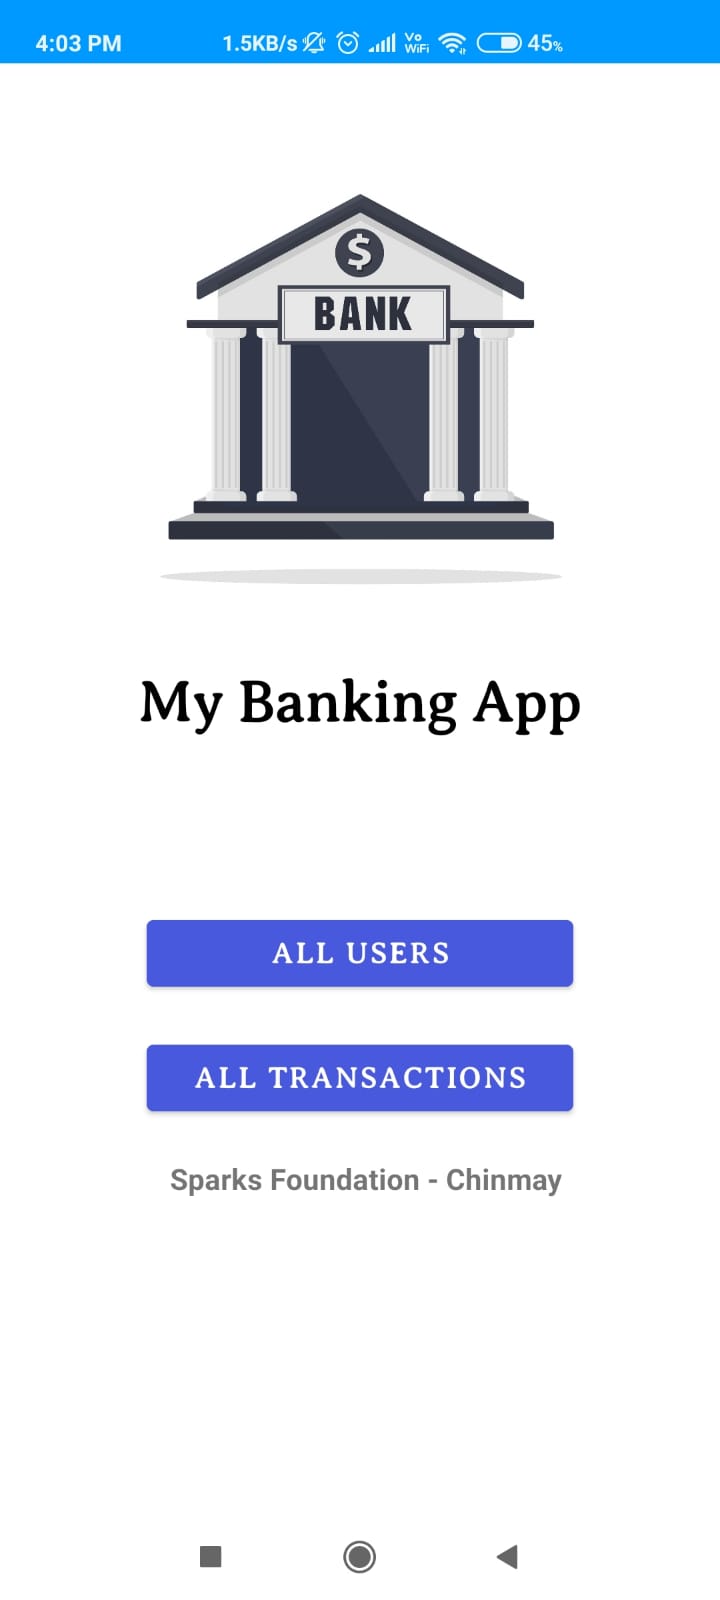 4:03 PM 1.5KB/s Vo WiFi 45%
$
BANK
My Banking App
ALL USERS
ALL TRANSACTIONS
Sparks Foundation - Chinmay